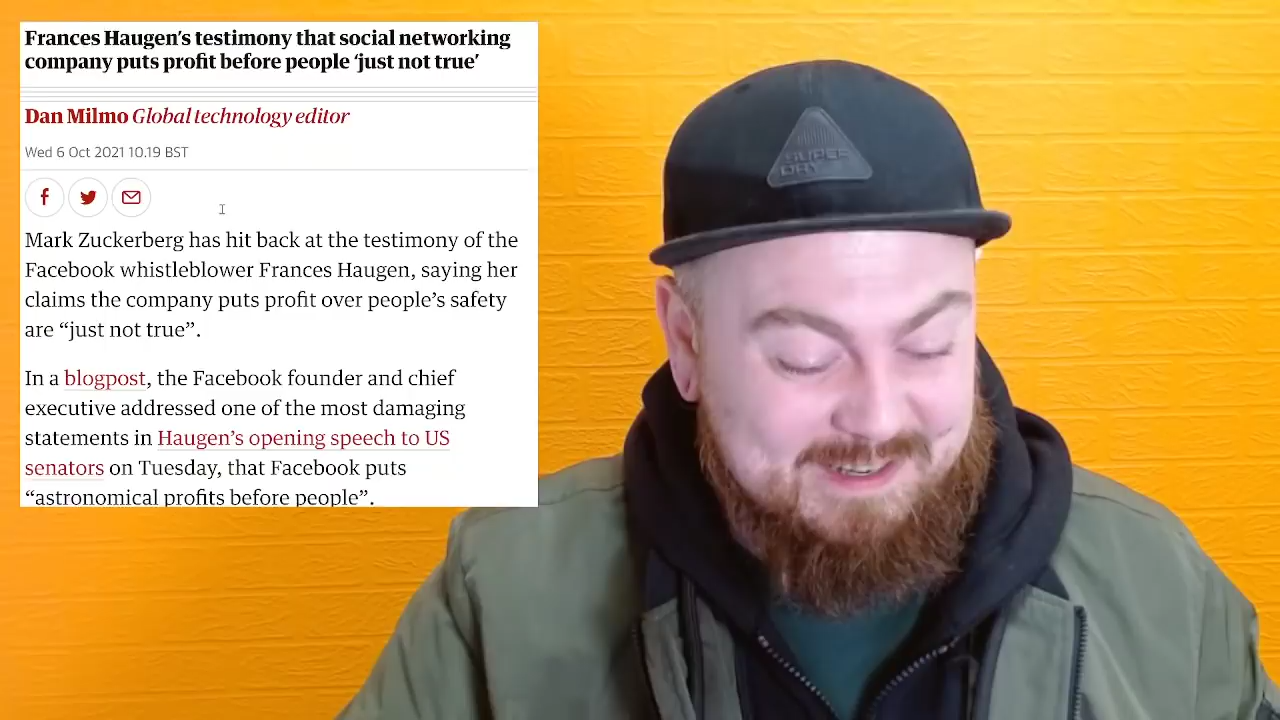 Frances Haugen’s testimony that social networking
company puts profit before people ‘just not true’
Dan Milmo Global technology editor
Wed 6 Oct 2021 10.19 BST
Mark Zuckerberg has hit back at the testimony of the
Facebook whistleblower Frances Haugen, saying her
claims the company puts profit over people’s safety
are “just not true”.
In a blogpost, the Facebook founder and chief
executive addressed one of the most damaging
statements in Haugen’s opening speech to US
senators on Tuesday, that Facebook puts
“astronomical profits before people”.
SUPER
DRY